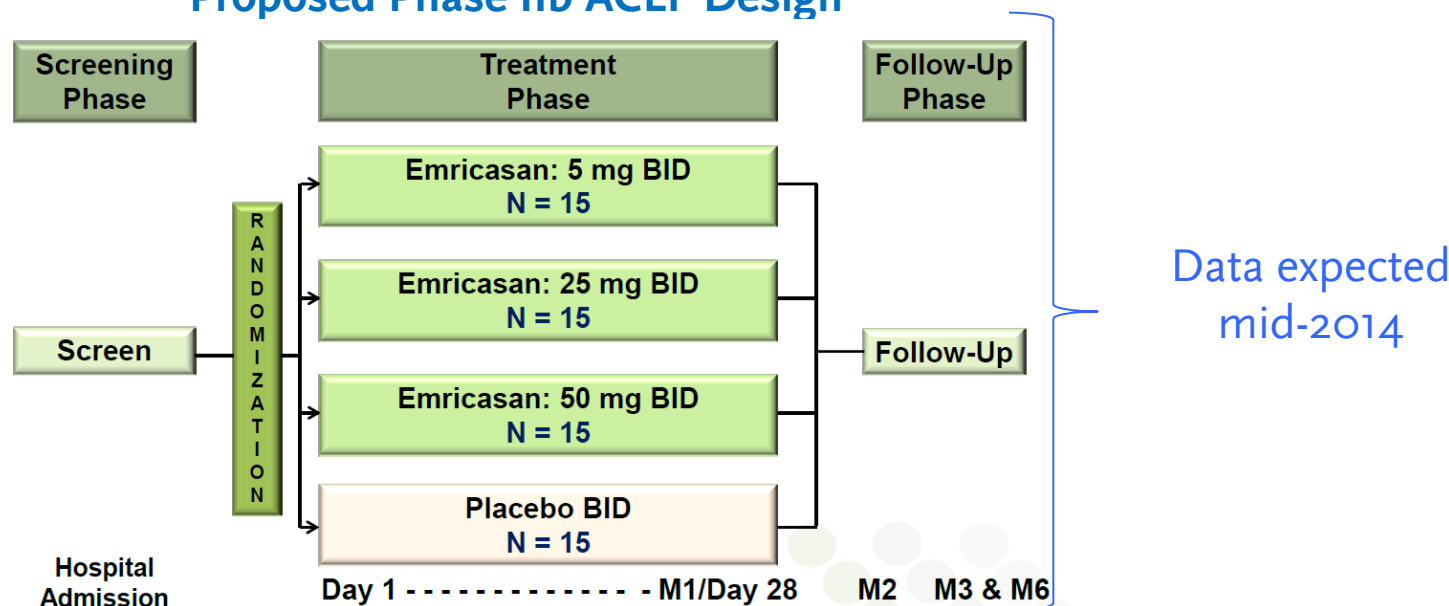 Proposed Phase IIb ACLF Design
Screening
Phase
Treatment
Phase
Follow-Up
Phase
RANDOMIZATION
Screen
Emricasan: 5 mg BID
N = 15
Emricasan: 25 mg BID
N = 15
Emricasan: 50 mg BID
N = 15
Placebo BID
N = 15
Follow-Up
Data expected
mid-2014
Hospital
Admission
Day 1 - - - - - - - - - - - - - M1/Day 28 M2 M3 & M6